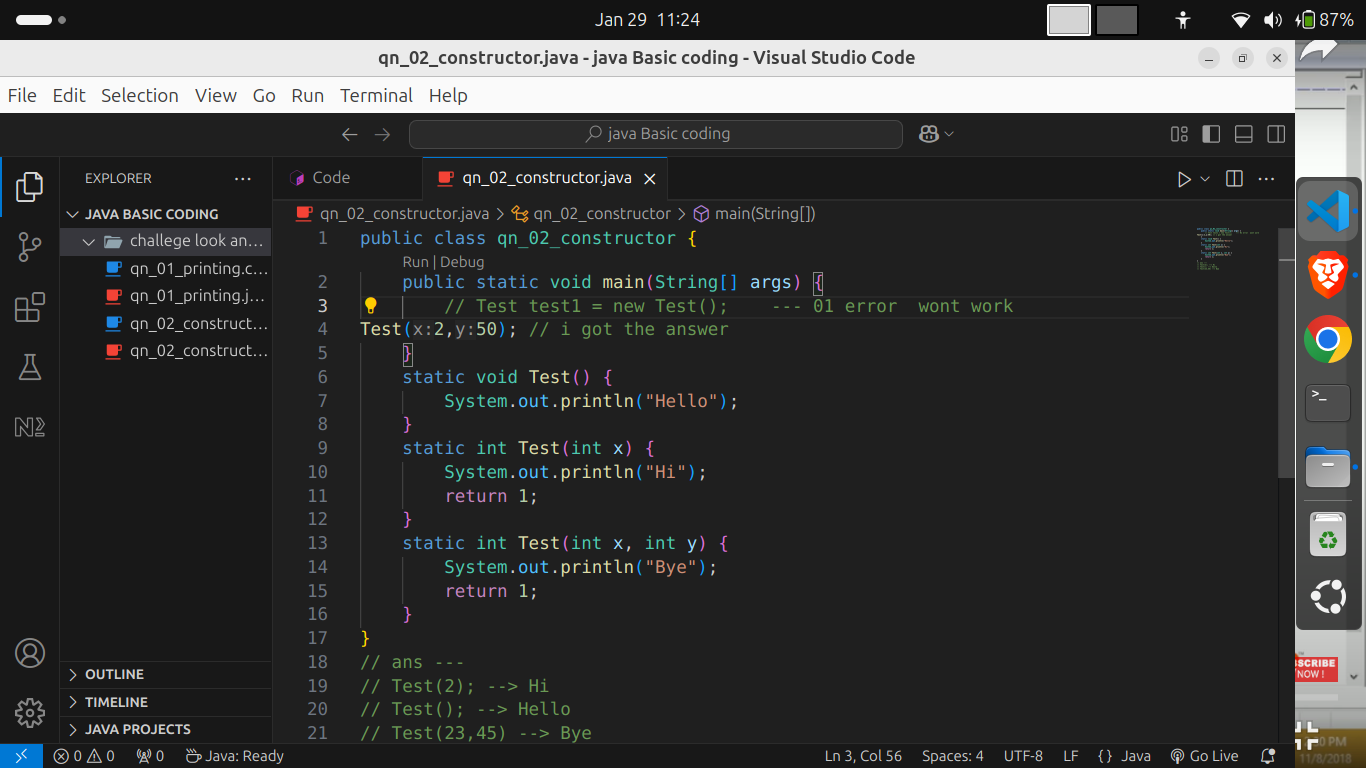 Jan 29 11:24
87%
qn_02_constructor.java - java Basic coding - Visual Studio Code
File Edit Selection View Go Run Terminal Help
java Basic coding
EXPLORER
Code
qn_02_constructor.java
JAVA BASIC CODING
challege look an...
qn_01_printing.c...
qn_01_printing.j...
qn_02_construct...
qn_02_construct...
OUTLINE
TIMELINE
JAVA PROJECTS
qn_02_constructor.java > qn_02_constructor > main(String[])
1 public class qn_02_constructor {
Run | Debug
2 public static void main(String[] args) {
3 // Test test1 = new Test(); --- 01 error wont work
4 Test(x:2,y:50); // i got the answer
5 }
6 static void Test() {
7 System.out.println("Hello");
8 }
9 static int Test(int x) {
10 System.out.println("Hi");
11 return 1;
12 }
13 static int Test(int x, int y) {
14 System.out.println("Bye");
15 return 1;
16 }
17 }
18 // ans ---
19 // Test(2); --> Hi
20 // Test(); --> Hello
21 // Test(23,45) --> Bye
0 0 0 Java: Ready Ln 3, Col 56 Spaces: 4 UTF-8 LF {} Java Go Live
NOW !
11/8/2018